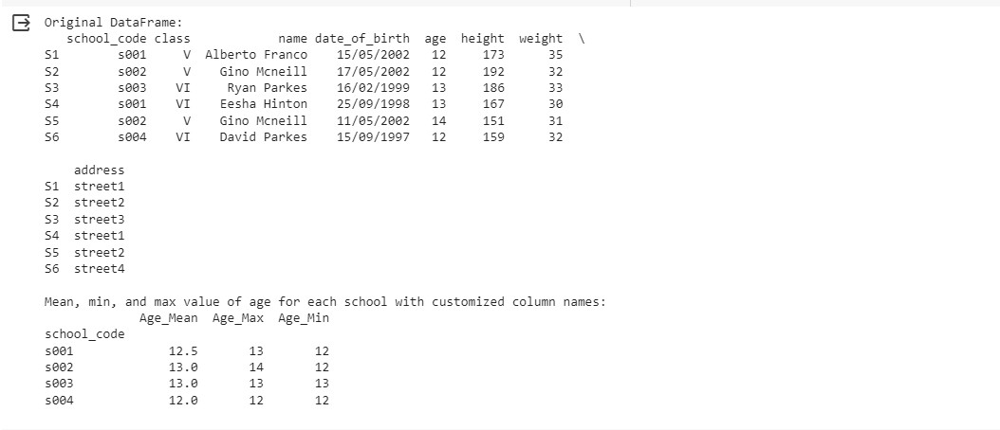 Original DataFrame:
   school_code class            name date_of_birth  age  height  weight  \
S1        s001     V  Alberto Franco    15/05/2002   12     173      35
S2        s002     V    Gino Mcneill    17/05/2002   12     192      32
S3        s003    VI     Ryan Parkes    16/02/1999   13     186      33
S4        s001    VI    Eesha Hinton    25/09/1998   13     167      30
S5        s002     V    Gino Mcneill    11/05/2002   14     151      31
S6        s004    VI    David Parkes    15/09/1997   12     159      32
    address
S1  street1
S2  street2
S3  street3
S4  street1
S5  street2
S6  street4
Mean, min, and max value of age for each school with customized column names:
             Age_Mean  Age_Max  Age_Min
school_code
s001             12.5       13       12
s002             13.0       14       12
s003             13.0       13       13
s004             12.0       12       12